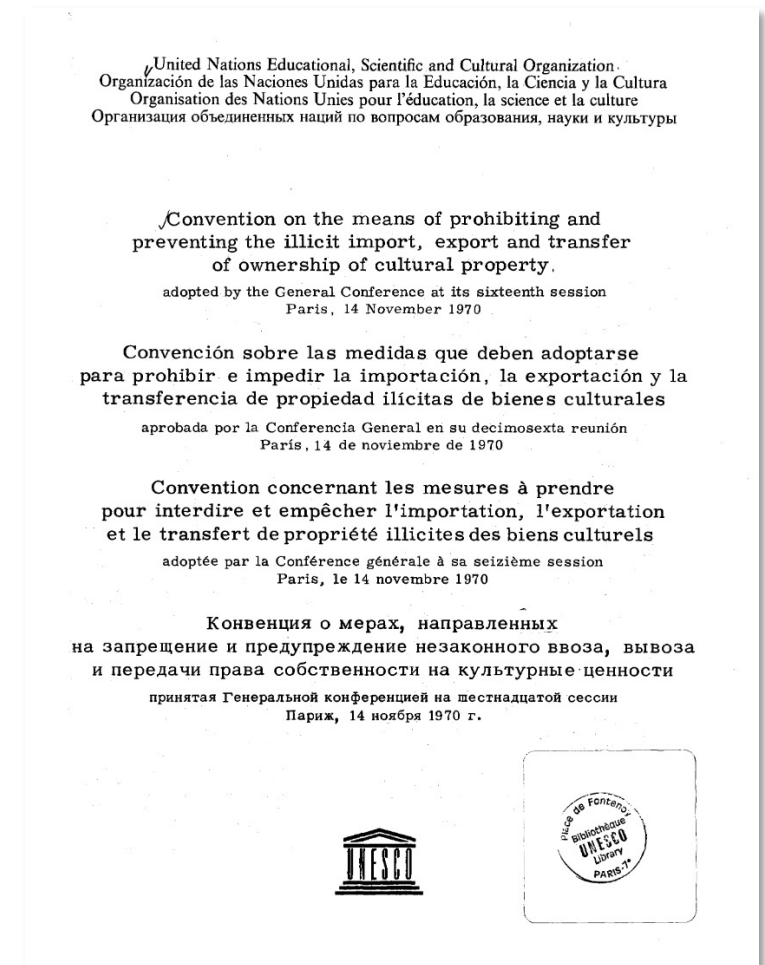 United Nations Educational, Scientific and Cultural Organization
Organización de las Naciones Unidas para la Educación, la Ciencia y la Cultura
Organisation des Nations Unies pour l'éducation, la science et la culture
Организация объединенных наций по вопросам образования, науки и культуры
Convention on the means of prohibiting and
preventing the illicit import, export and transfer
of ownership of cultural property.
adopted by the General Conference at its sixteenth session
Paris, 14 November 1970
Convención sobre las medidas que deben adoptarse
para prohibir e impedir la importación, la exportación y la
transferencia de propiedad ilícitas de bienes culturales
aprobada por la Conferencia General en su decimosexta reunión
París, 14 de noviembre de 1970
Convention concernant les mesures à prendre
pour interdire et empêcher l'importation, l'exportation
et le transfert de propriété illicites des biens culturels
adoptée par la Conférence générale à sa seizième session
Paris, le 14 novembre 1970
Конвенция о мерах, направленных
на запрещение и предупреждение незаконного ввоза, вывоза
и передачи права собственности на культурные ценности
принятая Генеральной конференцией на шестнадцатой сессии
Париж, 14 ноября 1970 г.
UNESCO
Place de Fontenoy
Bibliothèque
UNESCO
Library
PARIS-7e